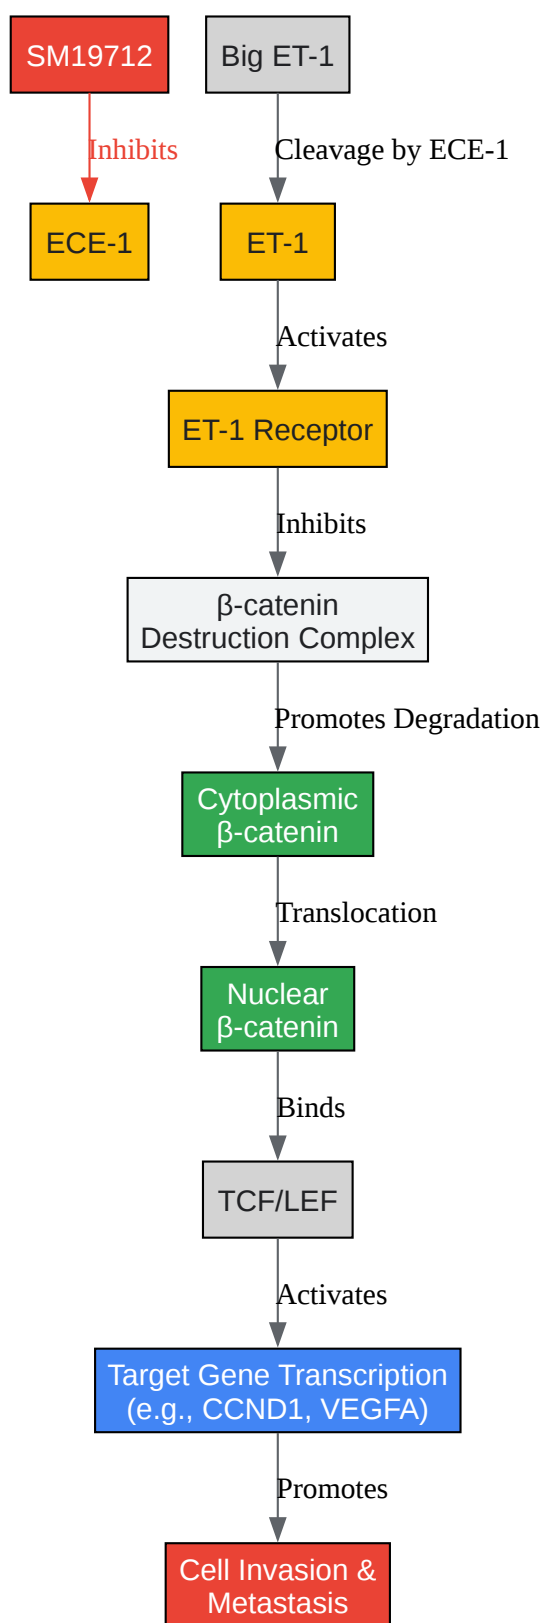 SM19712
Big ET-1
Inhibits
Cleavage by ECE-1
ECE-1
ET-1
Activates
ET-1 Receptor
Inhibits
β-catenin
Destruction Complex
Promotes Degradation
Cytoplasmic
β-catenin
Translocation
Nuclear
β-catenin
Binds
TCF/LEF
Activates
Target Gene Transcription
(e.g., CCND1, VEGFA)
Promotes
Cell Invasion &
Metastasis